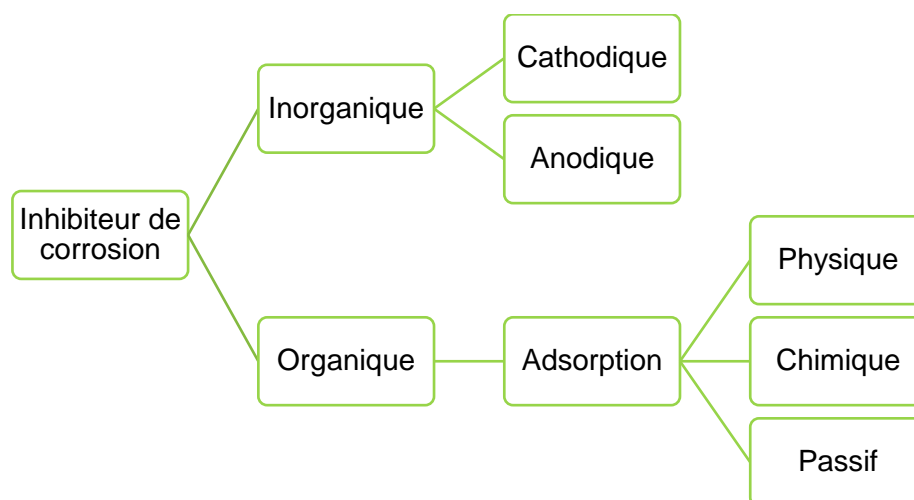 Inhibiteur de
corrosion
Inorganique
Cathodique
Anodique
Organique
Adsorption
Physique
Chimique
Passif